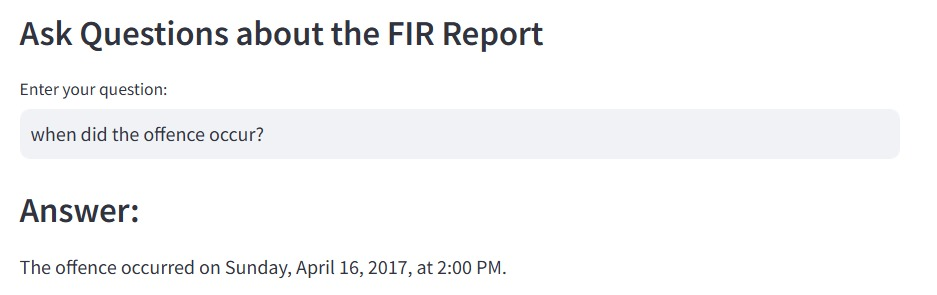 Ask Questions about the FIR Report
Enter your question:
when did the offence occur?
Answer:
The offence occurred on Sunday, April 16, 2017, at 2:00 PM.